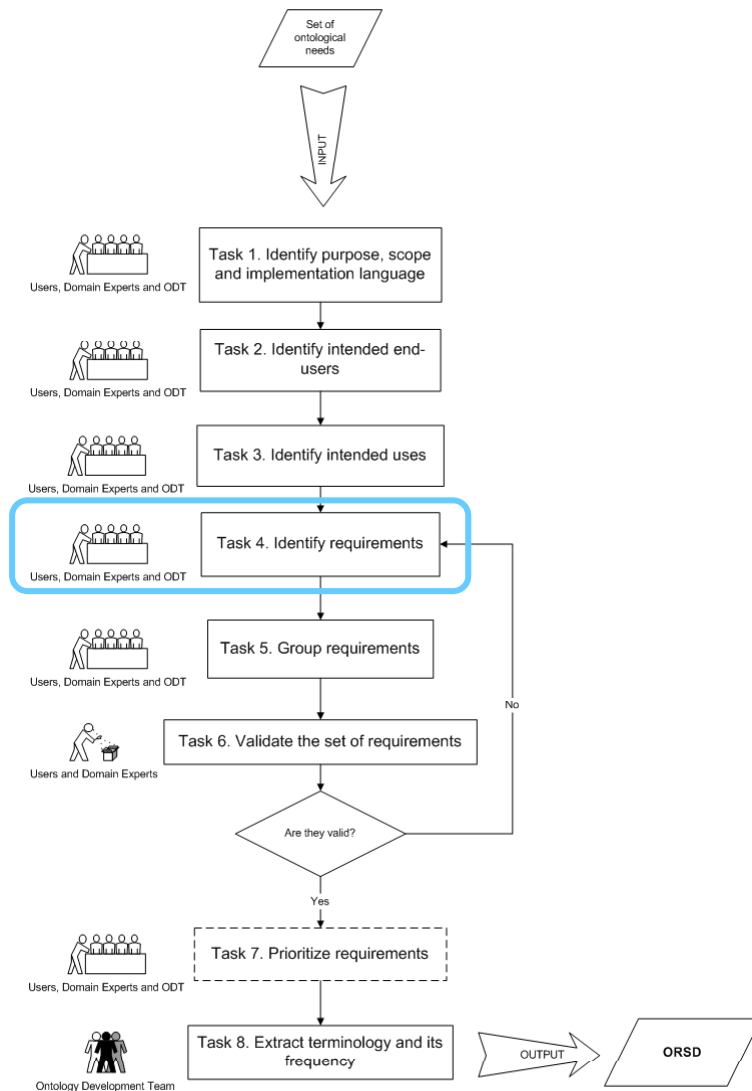 Set of
ontological
needs
INPUT
Task 1. Identify purpose, scope
and implementation language
Users, Domain Experts and ODT
Task 2. Identify intended end-
users
Users, Domain Experts and ODT
Task 3. Identify intended uses
Users, Domain Experts and ODT
Task 4. Identify requirements
Users, Domain Experts and ODT
Task 5. Group requirements
Users, Domain Experts and ODT
No
Task 6. Validate the set of requirements
Users and Domain Experts
Are they valid?
Yes
Task 7. Prioritize requirements
Users, Domain Experts and ODT
Task 8. Extract terminology and its
frequency
Ontology Development Team
OUTPUT
ORSD